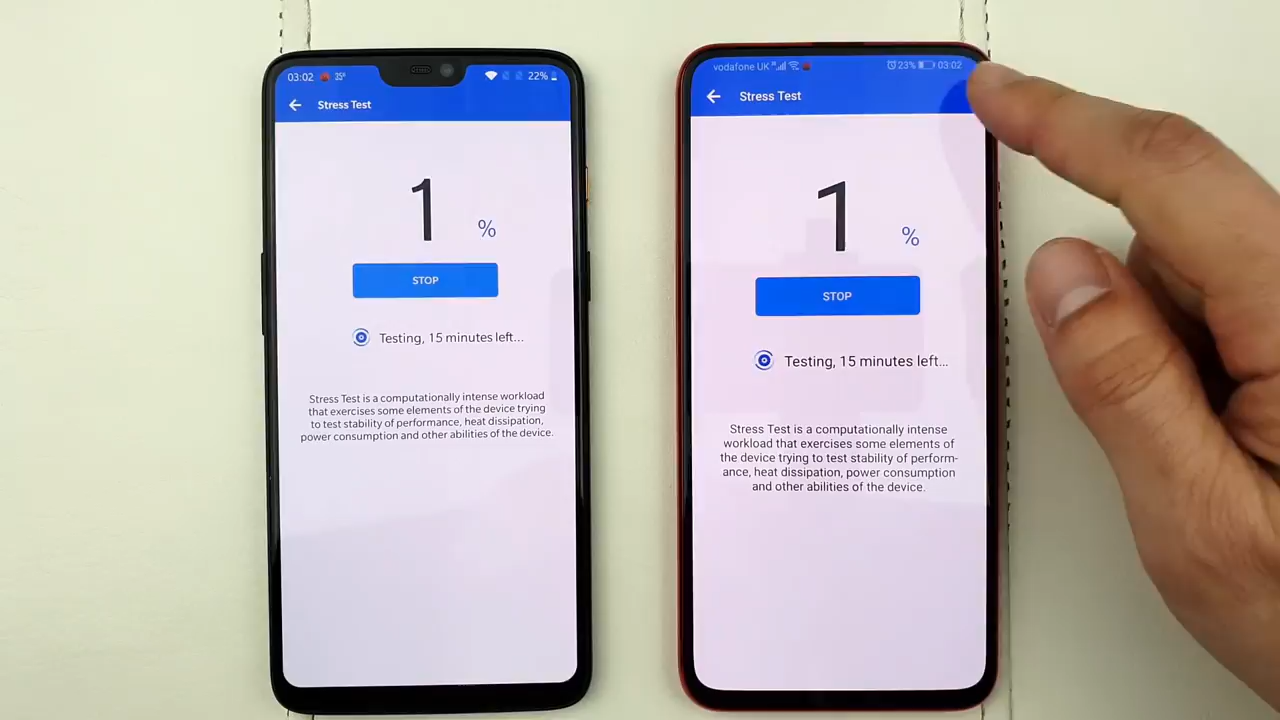 03:02 35° 22%
Stress Test
1
%
STOP
Testing, 15 minutes left...
Stress Test is a computationally intense workload
that exercises some elements of the device trying
to test stability of performance, heat dissipation,
power consumption and other abilities of the device.
vodafone UK 23% 03:02
Stress Test
1
%
STOP
Testing, 15 minutes left...
Stress Test is a computationally intense
workload that exercises some elements of
the device trying to test stability of perform-
ance, heat dissipation, power consumption
and other abilities of the device.